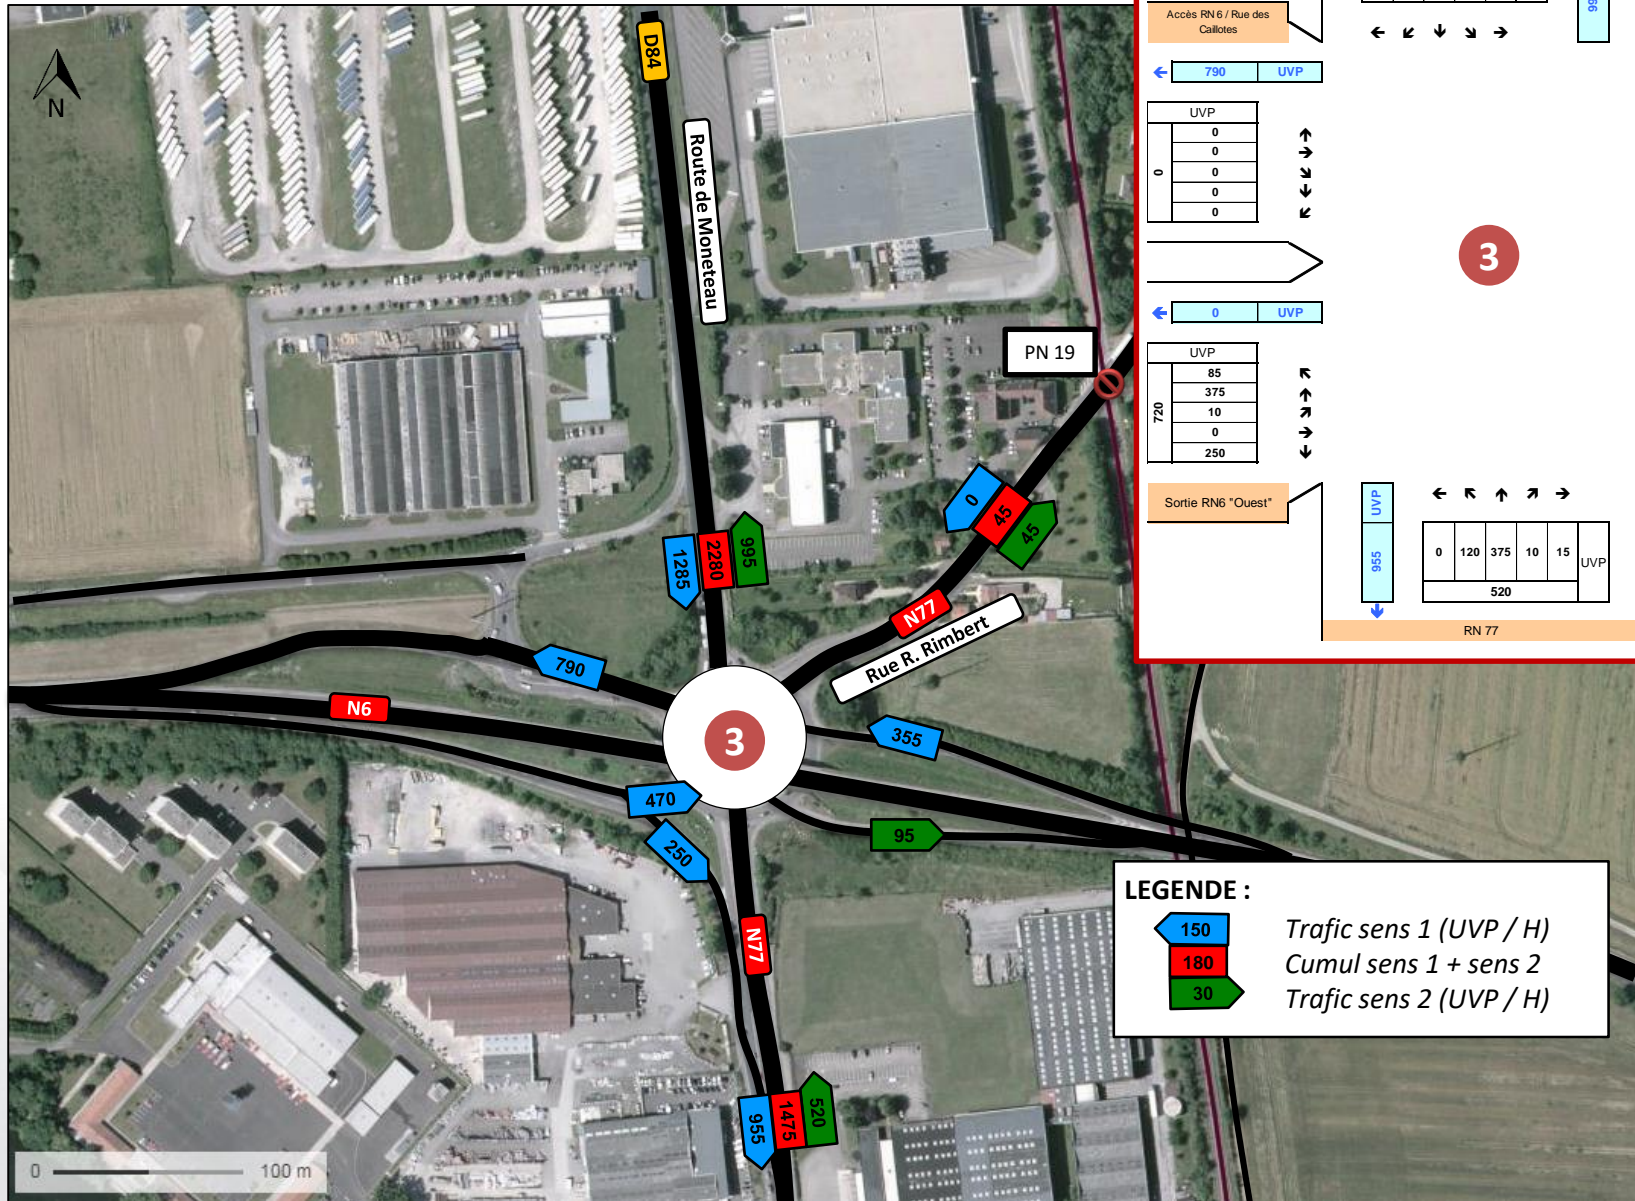 N
D84
Route de Moneteau
PN 19
0
45
45
1285
2280
995
N77
Rue R. Rimbert
790
N6
355
3
470
250
95
N77
955
1475
520
0 100 m
LEGENDE :
150 Trafic sens 1 (UVP / H)
180 Cumul sens 1 + sens 2
30 Trafic sens 2 (UVP / H)
Accès RN 6 / Rue des
Caillotes
790 UVP
UVP
0
0
0
0
0
0
3
0 UVP
UVP
720
85
375
10
0
250
Sortie RN6 "Ouest"
UVP
955
0 120 375 10 15 UVP
520
RN 77